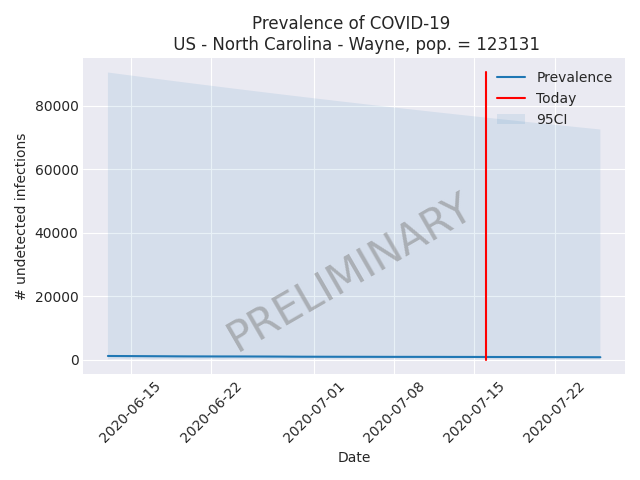 Prevalence of COVID-19
US - North Carolina - Wayne, pop. = 123131
Prevalence
Today
95CI
80000
60000
40000
20000
0
# undetected infections
PRELIMINARY
2020-06-15
2020-06-22
2020-07-01
2020-07-08
2020-07-15
2020-07-22
Date